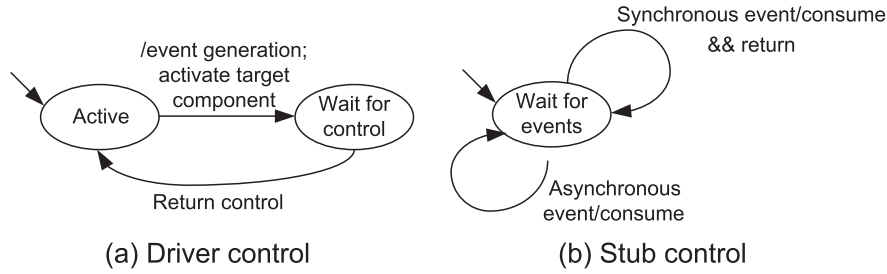 /event generation;
activate target
component
Active
Wait for
control
Return control
(a) Driver control
Synchronous event/consume
&& return
Wait for
events
Asynchronous
event/consume
(b) Stub control